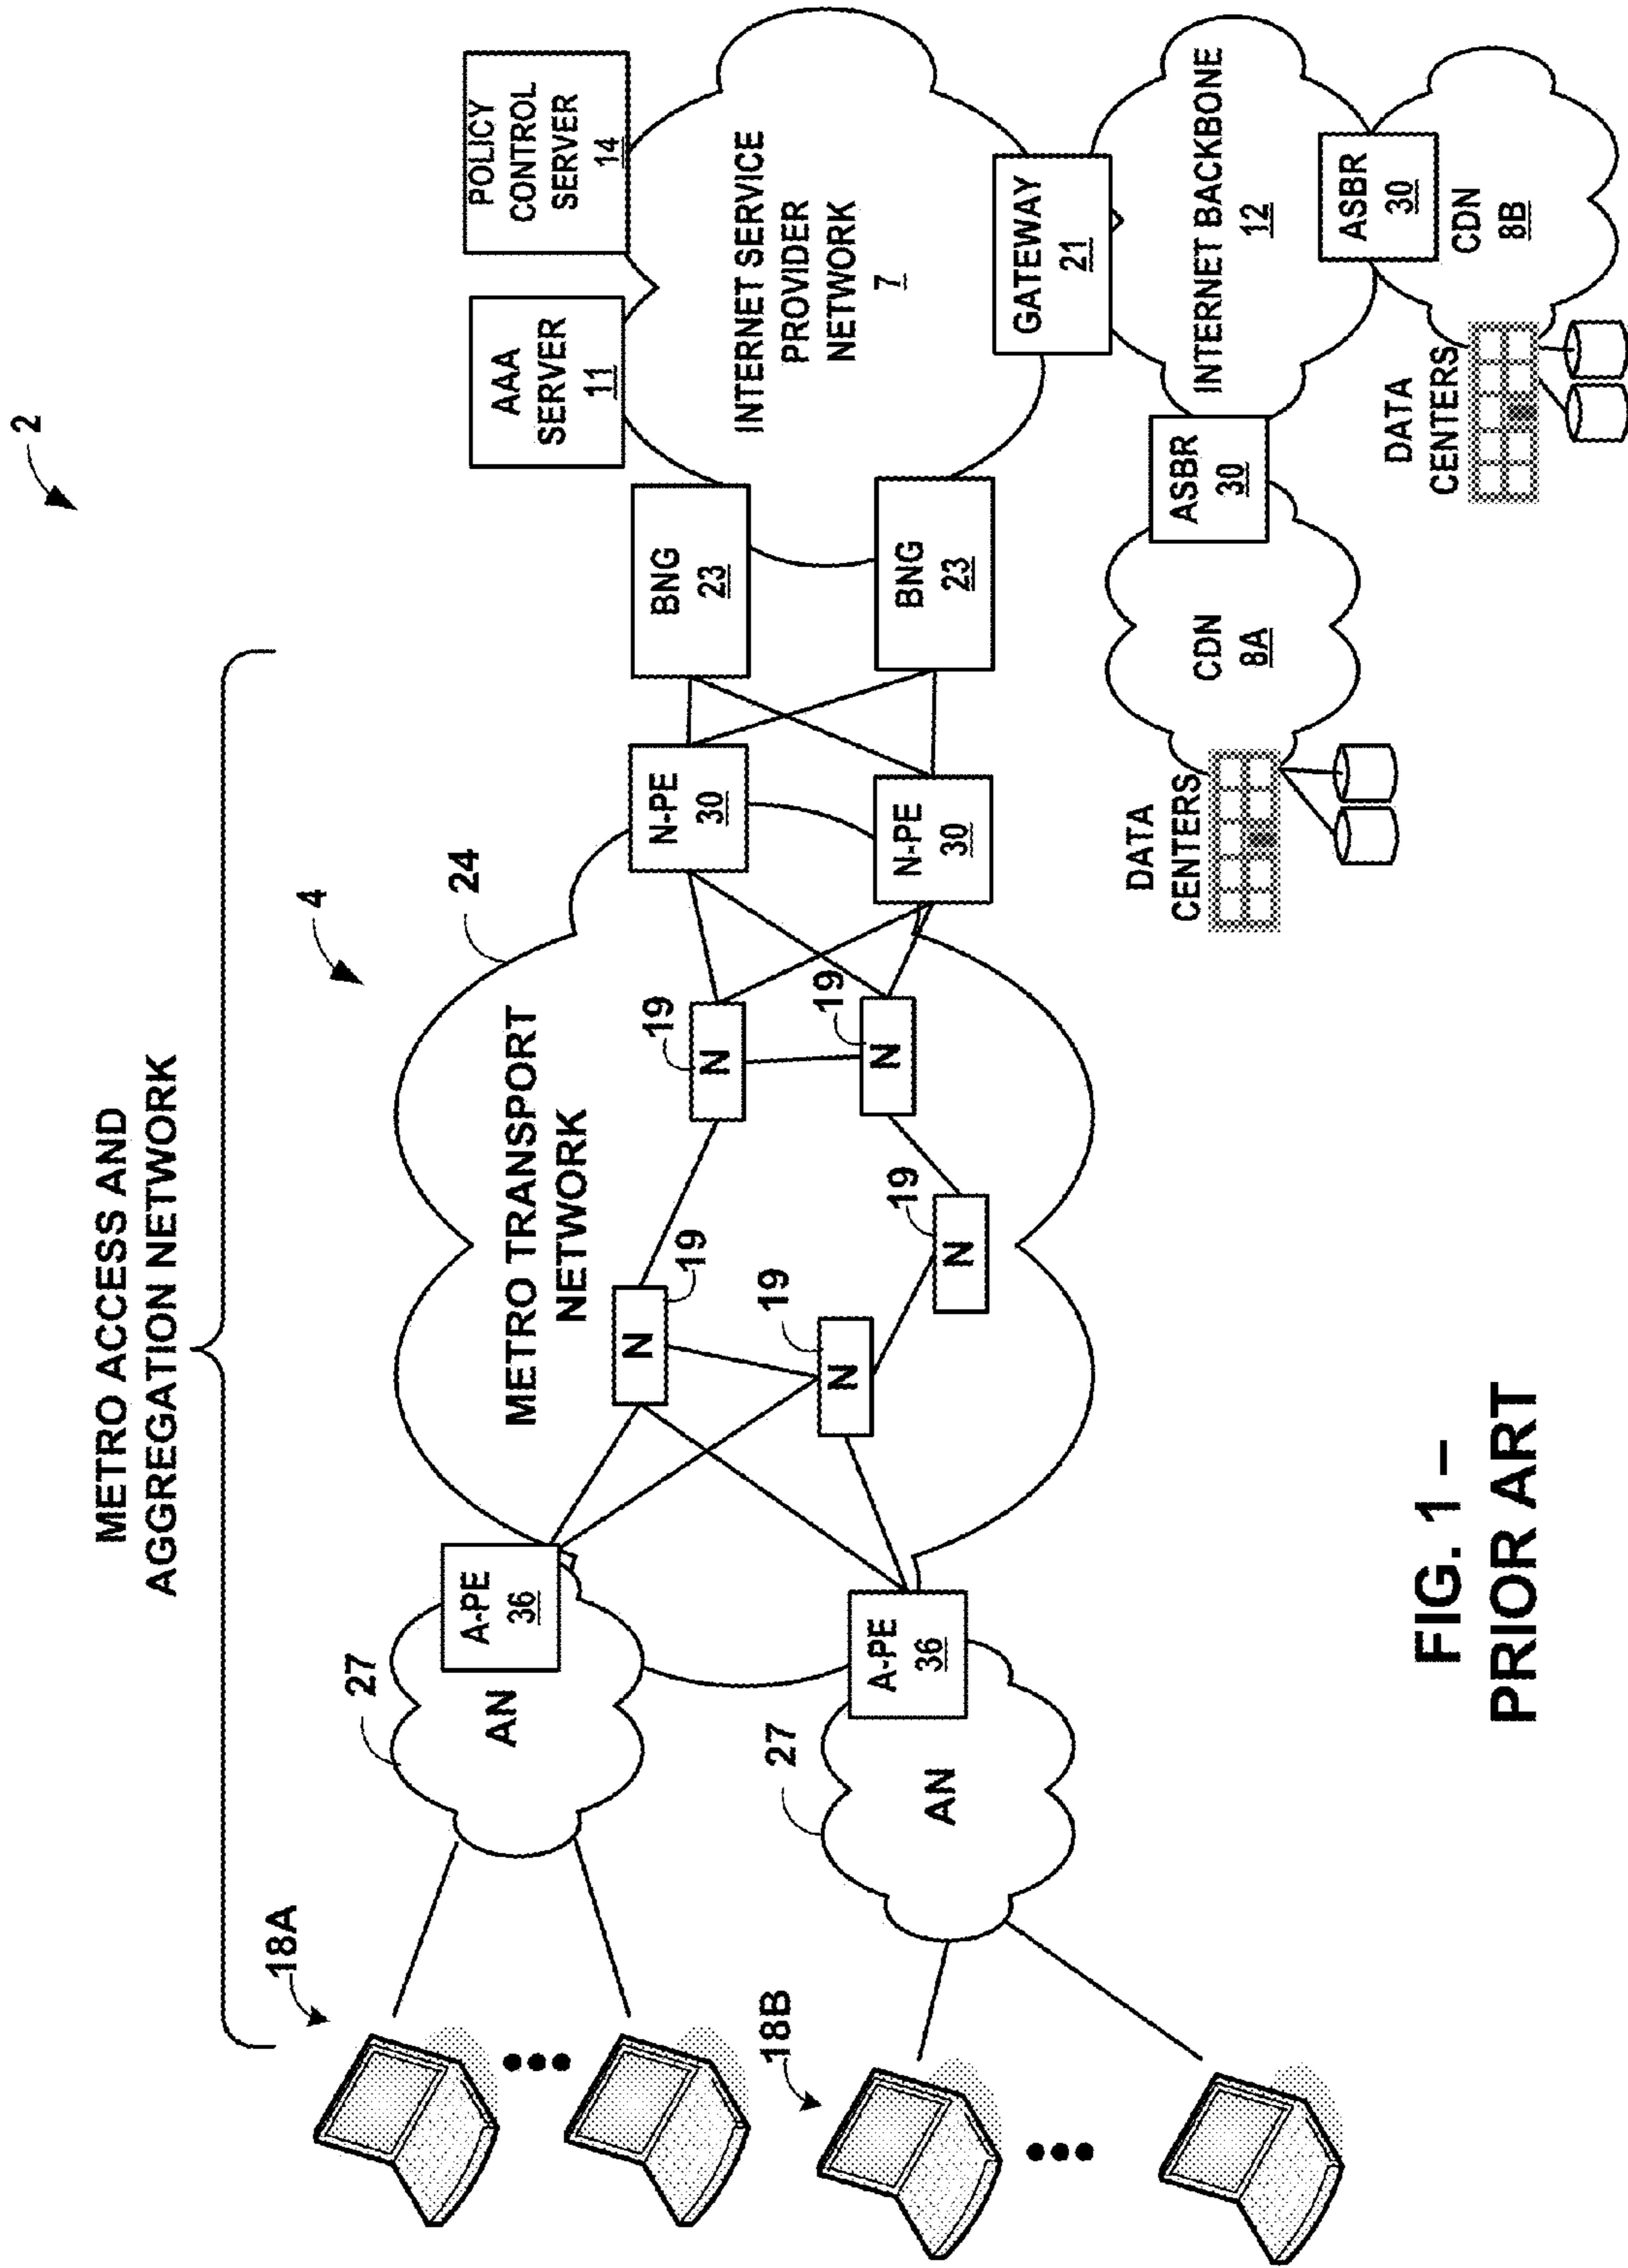 2
METRO ACCESS AND
AGGREGATION NETWORK
4
24
18A
27
AN
A-PE
36
18B
27
AN
A-PE
36
METRO TRANSPORT
NETWORK
N
19
N
19
N
19
N
19
N
19
N-PE
30
N-PE
30
BNG
23
BNG
23
AAA
SERVER
11
POLICY
CONTROL
SERVER
14
INTERNET SERVICE
PROVIDER
NETWORK
7
GATEWAY
21
INTERNET BACKBONE
12
ASBR
30
CDN
8A
DATA
CENTERS
ASBR
30
CDN
8B
DATA
CENTERS
FIG. 1 –
PRIOR ART